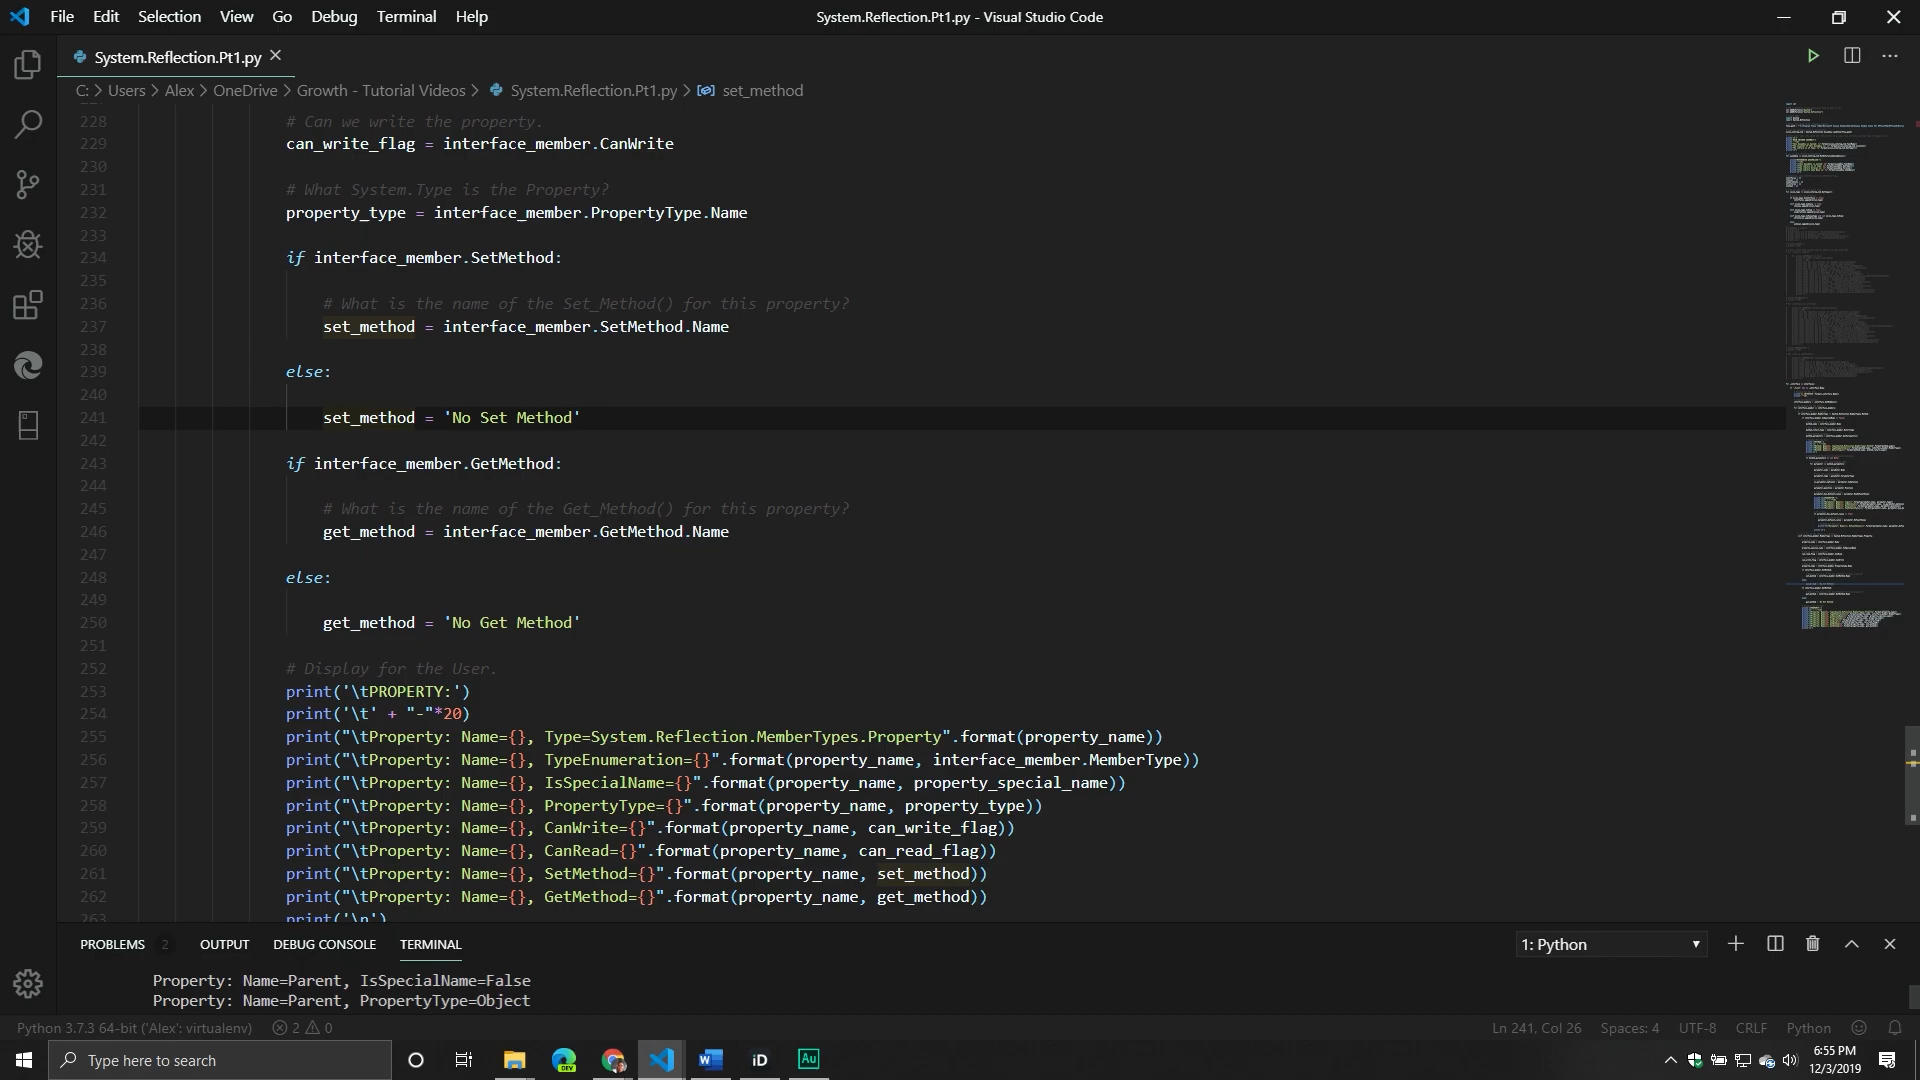 File Edit Selection View Go Debug Terminal Help
System.Reflection.Pt1.py - Visual Studio Code
System.Reflection.Pt1.py
C: > Users > Alex > OneDrive > Growth - Tutorial Videos > System.Reflection.Pt1.py > set_method
228 # Can we write the property.
229 can_write_flag = interface_member.CanWrite
230
231 # What System.Type is the Property?
232 property_type = interface_member.PropertyType.Name
233
234 if interface_member.SetMethod:
235
236 # What is the name of the Set_Method() for this property?
237 set_method = interface_member.SetMethod.Name
238
239 else:
240
241 set_method = 'No Set Method'
242
243 if interface_member.GetMethod:
244
245 # What is the name of the Get_Method() for this property?
246 get_method = interface_member.GetMethod.Name
247
248 else:
249
250 get_method = 'No Get Method'
251
252 # Display for the User.
253 print('\tPROPERTY:')
254 print('\t' + "-"*20)
255 print("\tProperty: Name={}, Type=System.Reflection.MemberTypes.Property".format(property_name))
256 print("\tProperty: Name={}, TypeEnumeration={}".format(property_name, interface_member.MemberType))
257 print("\tProperty: Name={}, IsSpecialName={}".format(property_name, property_special_name))
258 print("\tProperty: Name={}, PropertyType={}".format(property_name, property_type))
259 print("\tProperty: Name={}, CanWrite={}".format(property_name, can_write_flag))
260 print("\tProperty: Name={}, CanRead={}".format(property_name, can_read_flag))
261 print("\tProperty: Name={}, SetMethod={}".format(property_name, set_method))
262 print("\tProperty: Name={}, GetMethod={}".format(property_name, get_method))
263 print('\n')
PROBLEMS 2 OUTPUT DEBUG CONSOLE TERMINAL
1: Python
Property: Name=Parent, IsSpecialName=False
Property: Name=Parent, PropertyType=Object
Python 3.7.3 64-bit ('Alex': virtualenv) 2 0
Ln 241, Col 26 Spaces: 4 UTF-8 CRLF Python
Type here to search
DEV
iD
Au
6:55 PM
12/3/2019